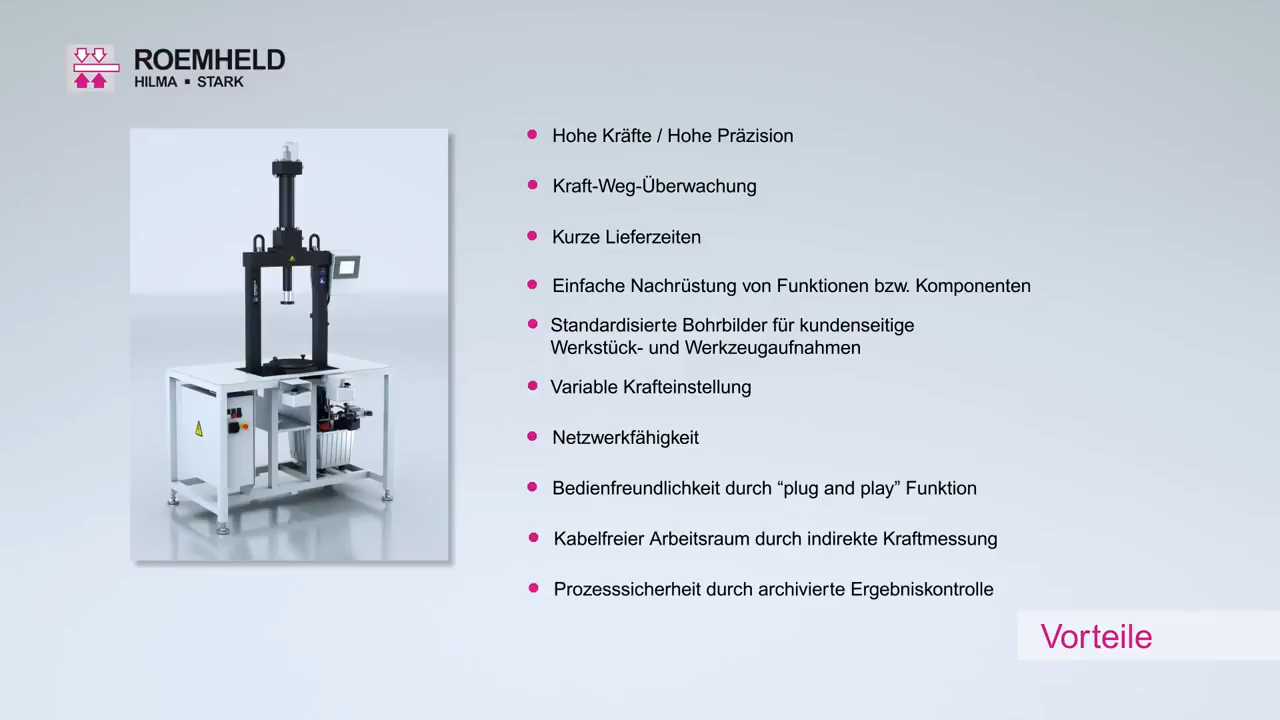 ROEMHELD
HILMA ▪ STARK
Hohe Kräfte / Hohe Präzision
Kraft-Weg-Überwachung
Kurze Lieferzeiten
Einfache Nachrüstung von Funktionen bzw. Komponenten
Standardisierte Bohrbilder für kundenseitige
Werkstück- und Werkzeugaufnahmen
Variable Krafteinstellung
Netzwerkfähigkeit
Bedienfreundlichkeit durch “plug and play” Funktion
Kabelfreier Arbeitsraum durch indirekte Kraftmessung
Prozesssicherheit durch archivierte Ergebniskontrolle
Vorteile